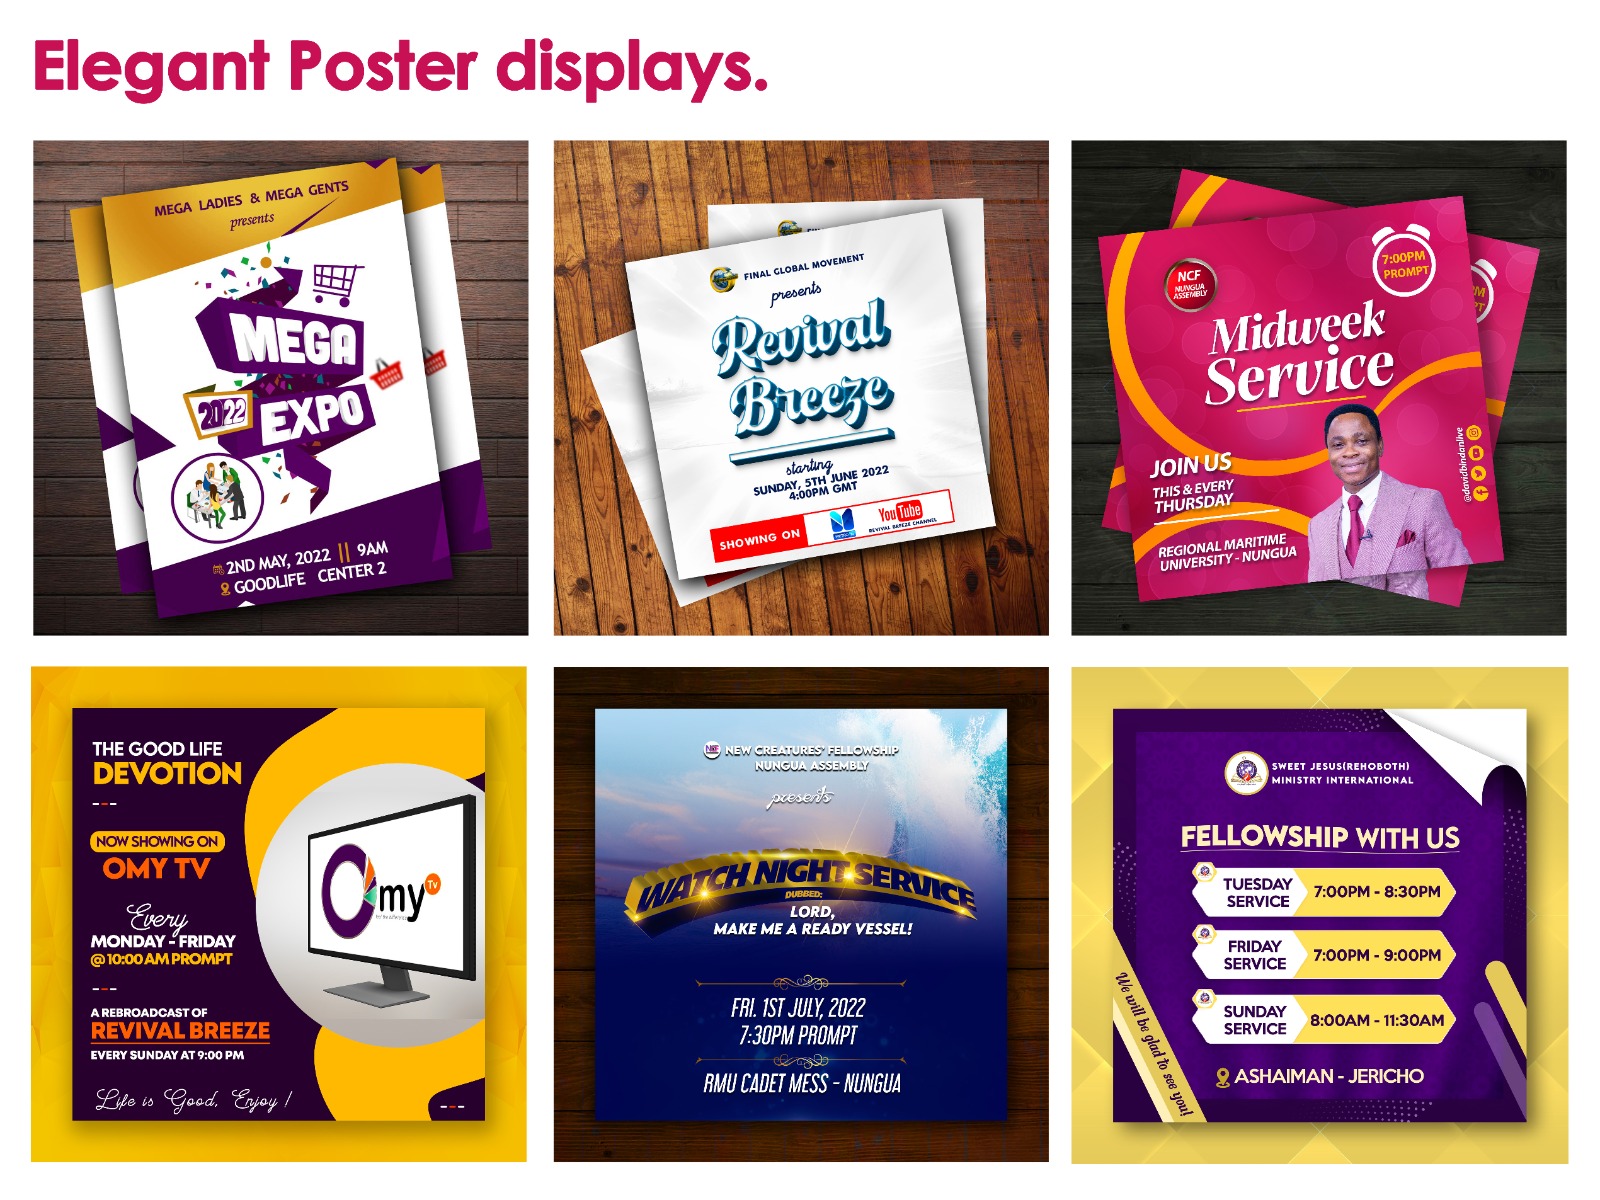 Elegant Poster displays.
MEGA LADIES & MEGA GENTS
presents
MEGA
2022
EXPO
2ND MAY, 2022 || 9AM
GOODLIFE CENTER 2
FINAL GLOBAL MOVEMENT
presents
Revival
Breeze
starting
SUNDAY, 5TH JUNE 2022
4:00PM GMT
SHOWING ON
YouTube
REVIVAL BREEZE CHANNEL
7:00PM
PROMPT
NCF
NUNGUA
ASSEMBLY
Midweek
Service
JOIN US
THIS & EVERY
THURSDAY
REGIONAL MARITIME
UNIVERSITY - NUNGUA
@davidbindanlive
THE GOOD LIFE
DEVOTION
NOW SHOWING ON
OMY TV
Every
MONDAY - FRIDAY
@ 10:00 AM PROMPT
A REBROADCAST OF
REVIVAL BREEZE
EVERY SUNDAY AT 9:00 PM
Life is Good, Enjoy !
Omy Tv
NEW CREATURES' FELLOWSHIP
NUNGUA ASSEMBLY
presents
WATCH NIGHT SERVICE
DUBBED:
LORD,
MAKE ME A READY VESSEL!
FRI. 1ST JULY, 2022
7:30PM PROMPT
RMU CADET MESS - NUNGUA
SWEET JESUS(REHOBOTH)
MINISTRY INTERNATIONAL
FELLOWSHIP WITH US
TUESDAY
SERVICE
7:00PM - 8:30PM
FRIDAY
SERVICE
7:00PM - 9:00PM
SUNDAY
SERVICE
8:00AM - 11:30AM
ASHAIMAN - JERICHO
We will be glad to see you!